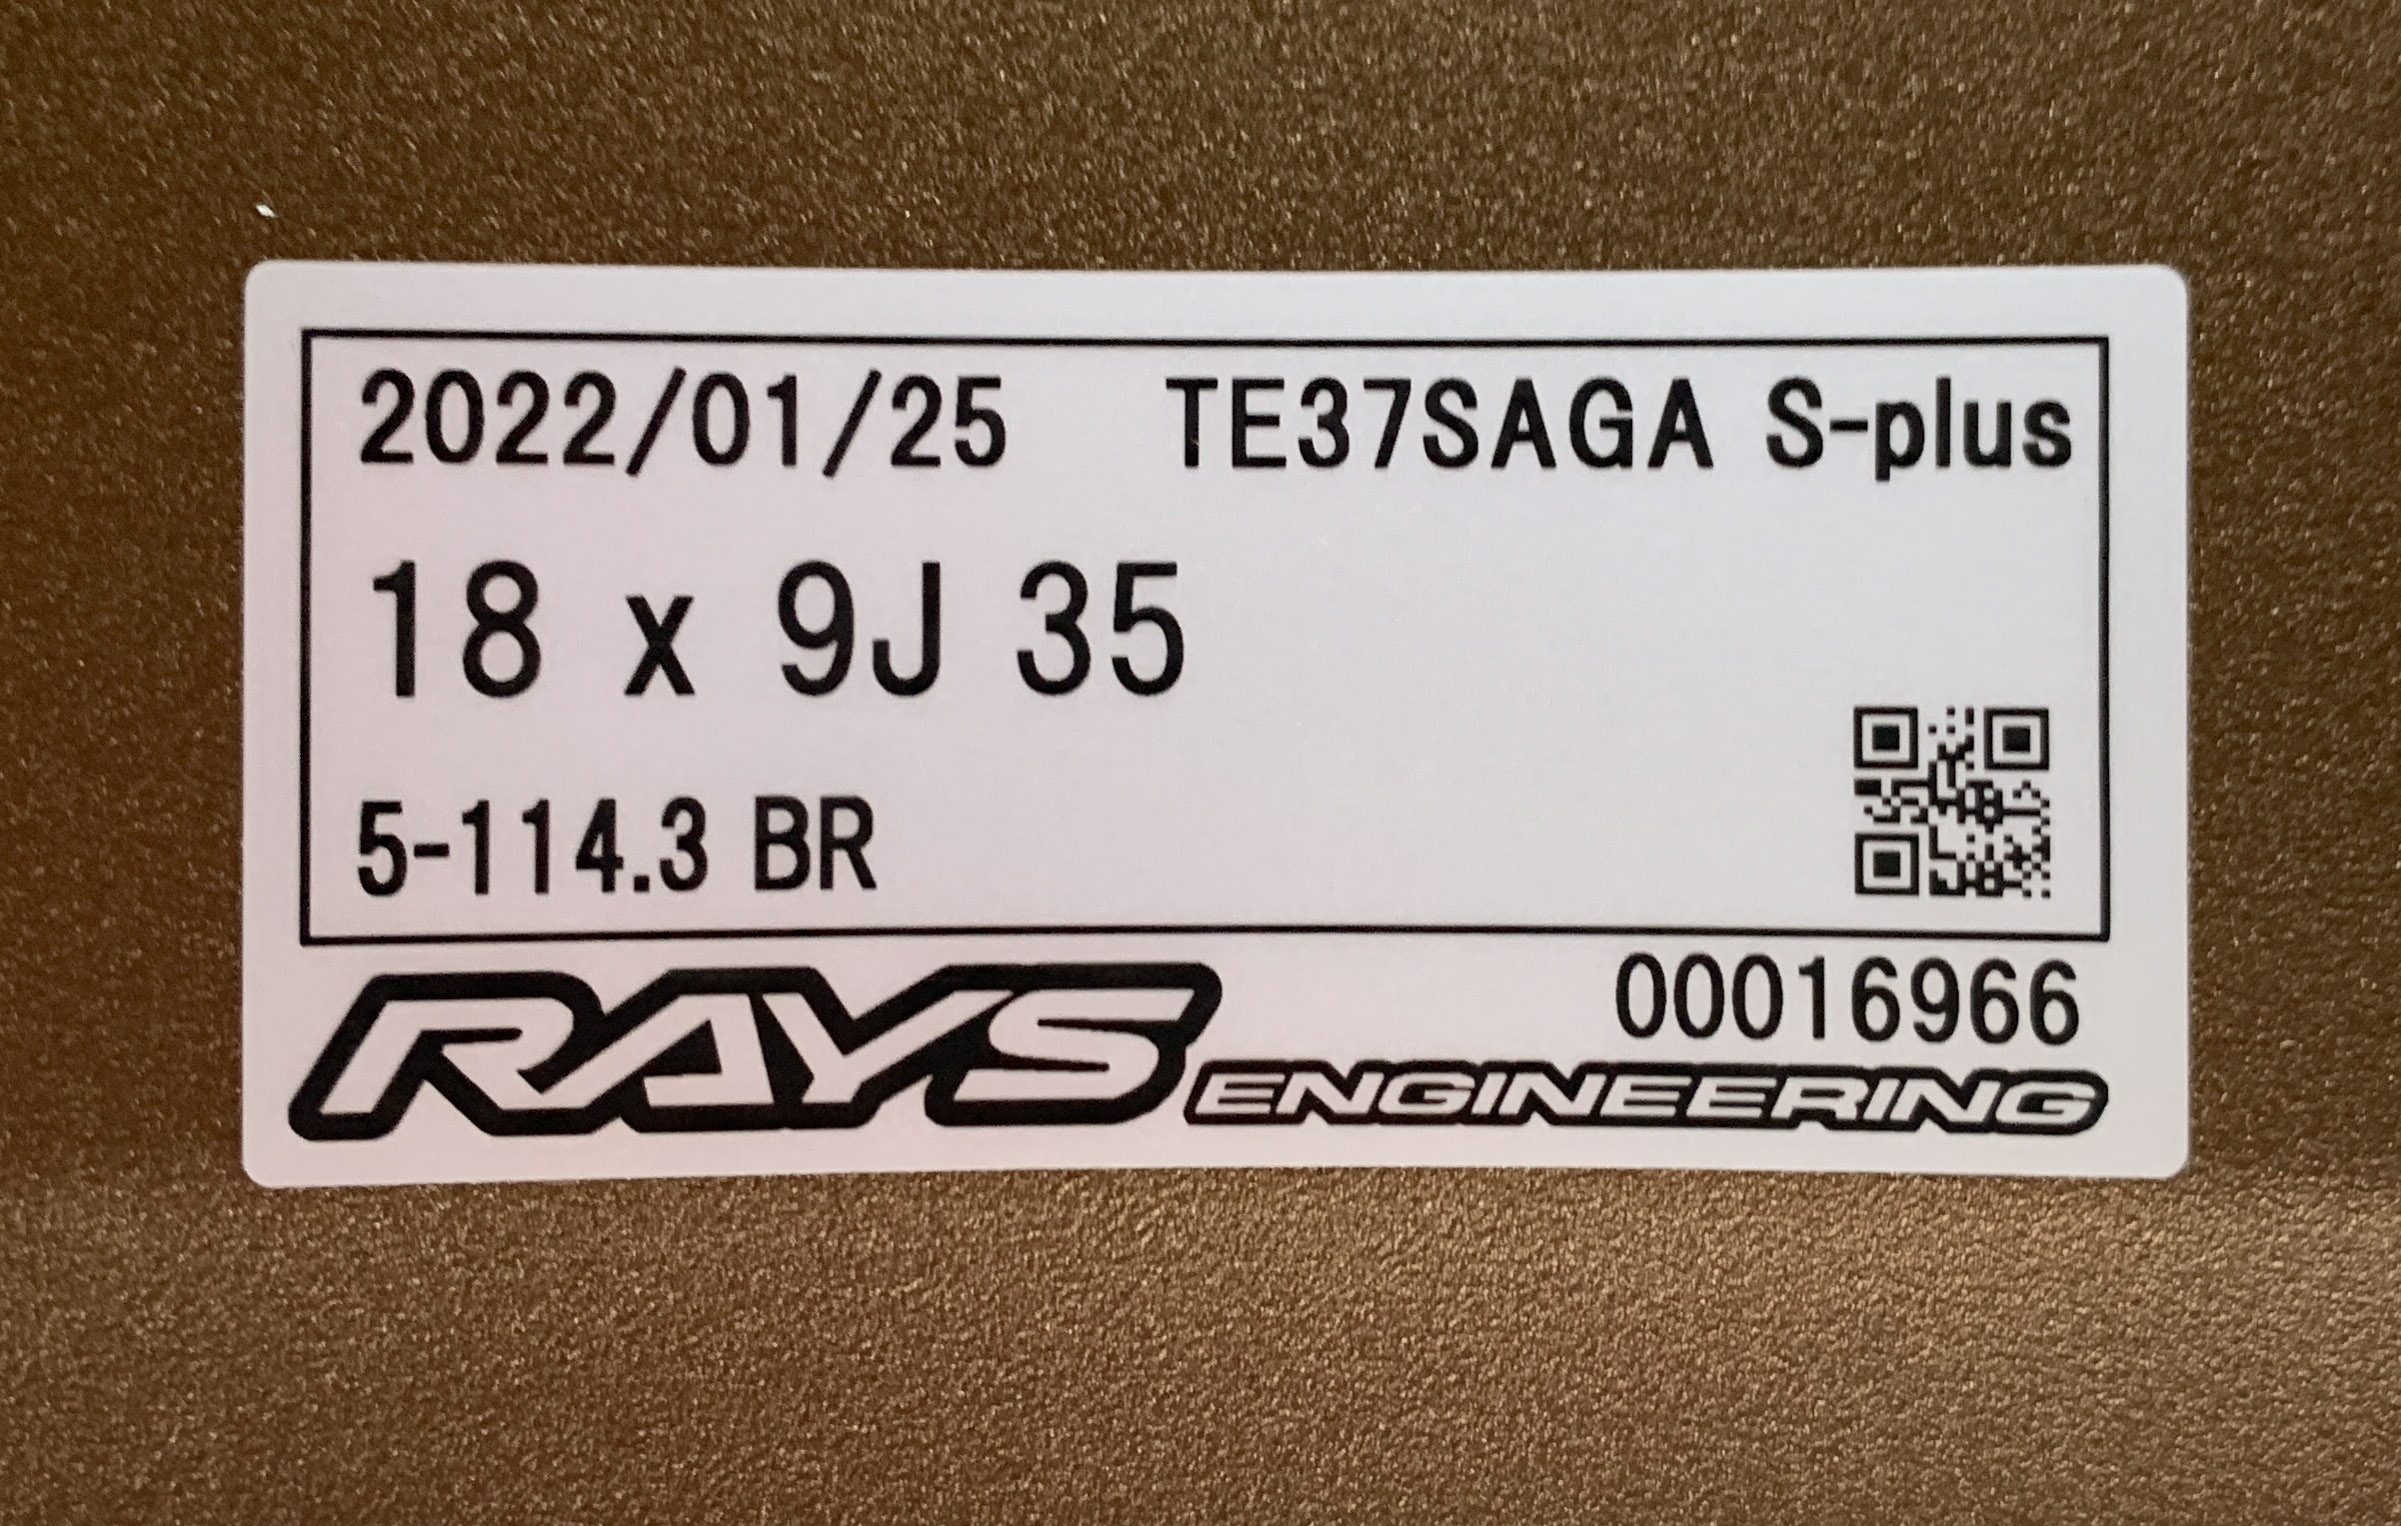 2022/01/25 TE37SAGA S-plus
18 x 9J 35
5-114.3 BR
00016966
RAYS ENGINEERING